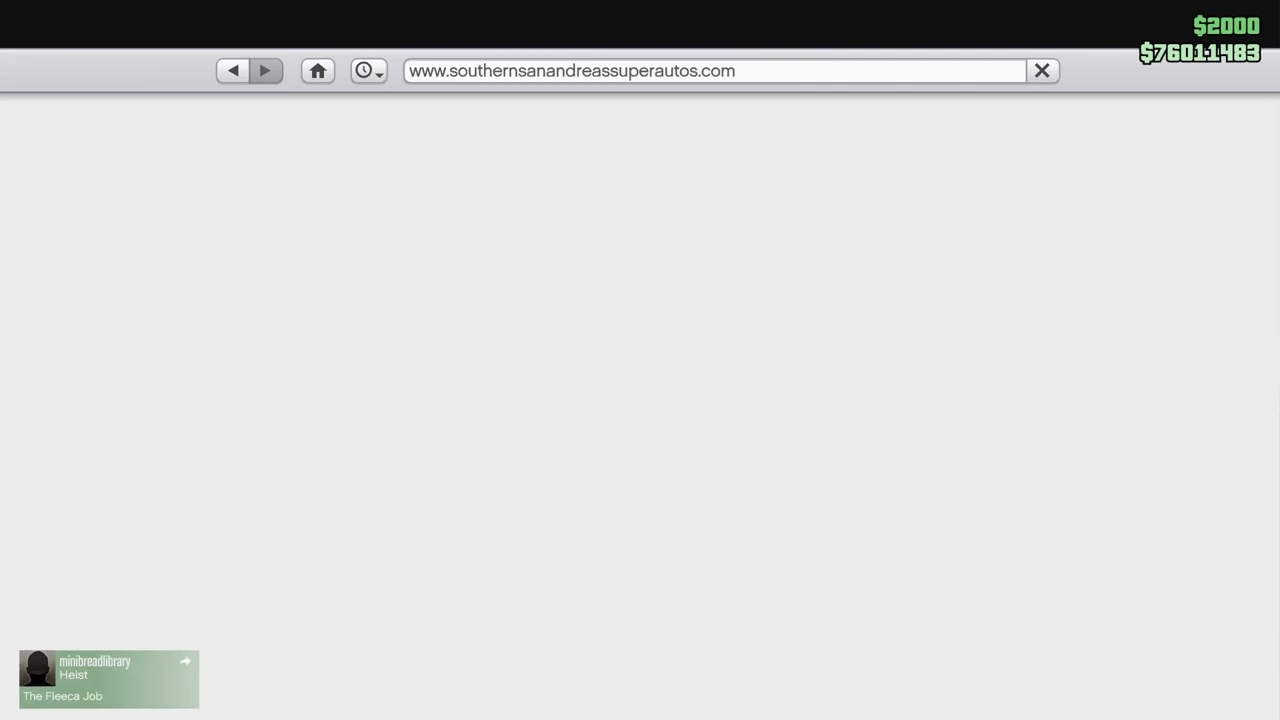 $2000
$76011483
www.southernsanandreassuperautos.com
minibreadlibrary
Heist
The Fleeca Job